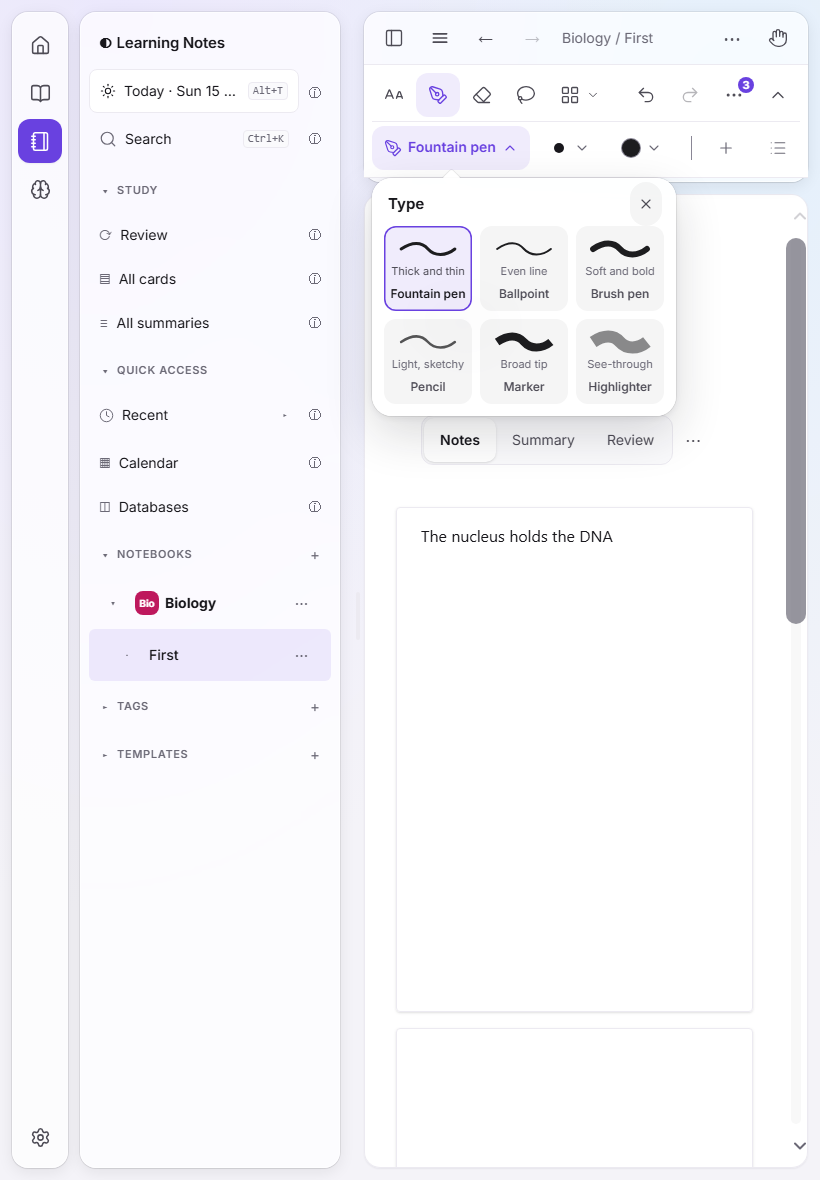 Learning Notes
Today · Sun 15 ... Alt+T
Search Ctrl+K
STUDY
Review
All cards
All summaries
QUICK ACCESS
Recent
Calendar
Databases
NOTEBOOKS
Bio Biology
First
TAGS
TEMPLATES
Biology / First
AA
3
Fountain pen
Type
Thick and thin
Fountain pen
Even line
Ballpoint
Soft and bold
Brush pen
Light, sketchy
Pencil
Broad tip
Marker
See-through
Highlighter
Notes Summary Review
The nucleus holds the DNA